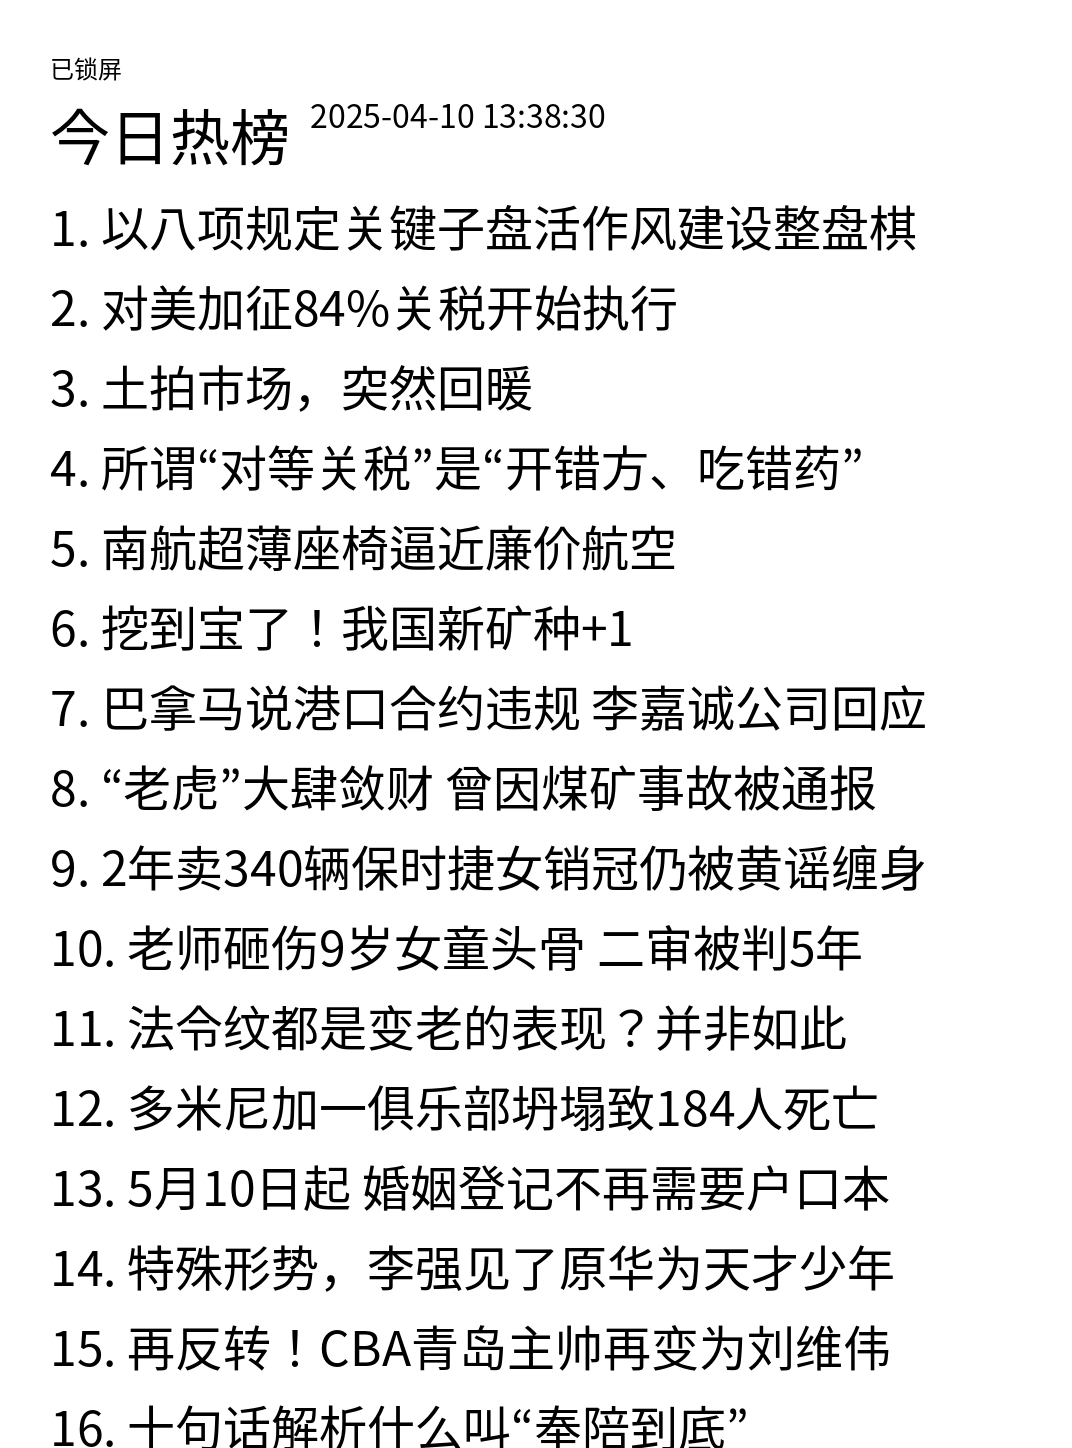 已锁屏
今日热榜 2025-04-10 13:38:30
1. 以八项规定关键子盘活作风建设整盘棋
2. 对美加征84%关税开始执行
3. 土拍市场，突然回暖
4. 所谓“对等关税”是“开错方、吃错药”
5. 南航超薄座椅逼近廉价航空
6. 挖到宝了！我国新矿种+1
7. 巴拿马说港口合约违规 李嘉诚公司回应
8. “老虎”大肆敛财 曾因煤矿事故被通报
9. 2年卖340辆保时捷女销冠仍被黄谣缠身
10. 老师砸伤9岁女童头骨 二审被判5年
11. 法令纹都是变老的表现？并非如此
12. 多米尼加一俱乐部坍塌致184人死亡
13. 5月10日起 婚姻登记不再需要户口本
14. 特殊形势，李强见了原华为天才少年
15. 再反转！CBA青岛主帅再变为刘维伟
16. 十句话解析什么叫“奉陪到底”